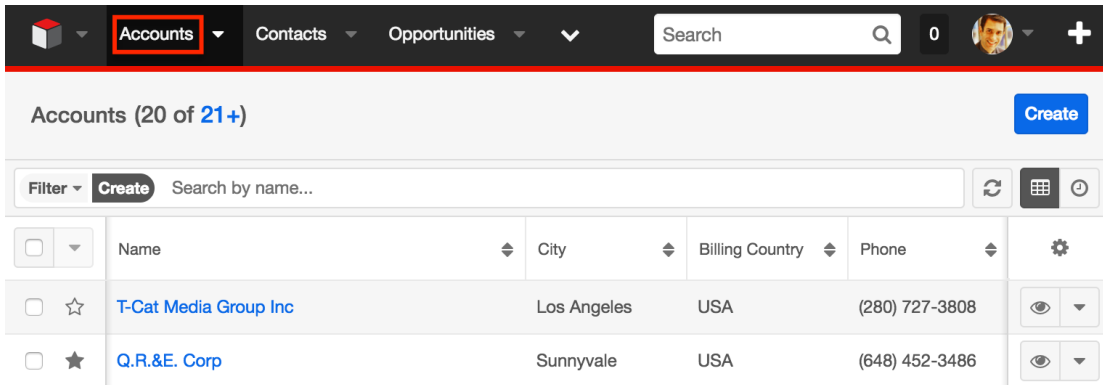 Accounts Contacts Opportunities Search 0
Accounts (20 of 21+) Create
Filter Create Search by name...
Name City Billing Country Phone
T-Cat Media Group Inc Los Angeles USA (280) 727-3808
Q.R.&E. Corp Sunnyvale USA (648) 452-3486